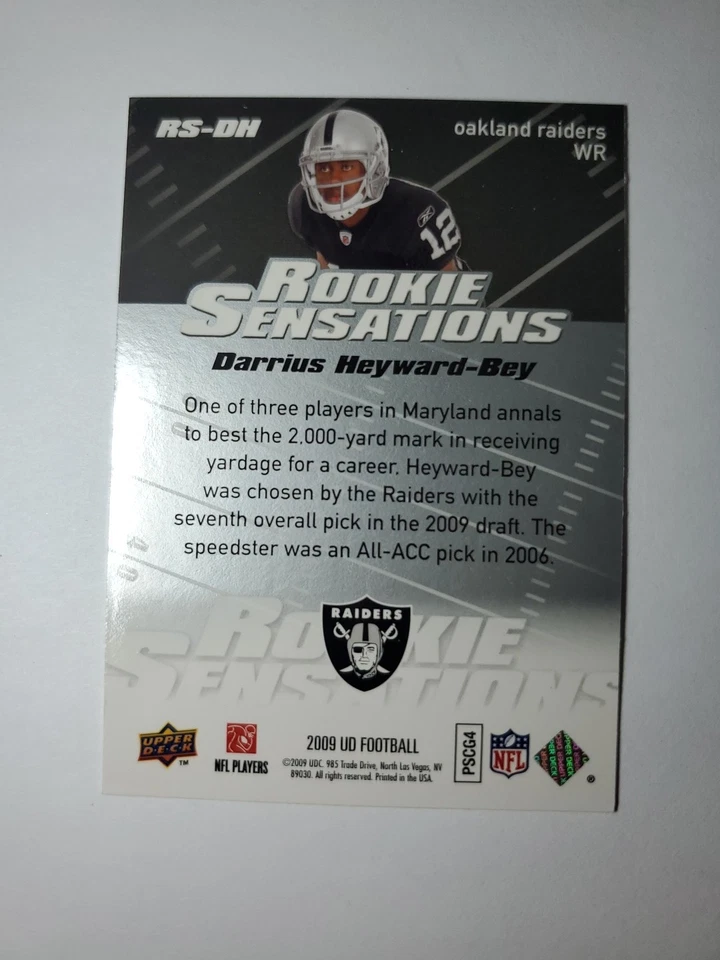 RS-DH
oakland raiders
WR
12
ROOKIE
SENSATIONS
Darrius Heyward-Bey
One of three players in Maryland annals
to best the 2,000-yard mark in receiving
yardage for a career, Heyward-Bey
was chosen by the Raiders with the
seventh overall pick in the 2009 draft. The
speedster was an All-ACC pick in 2006.
40
RAIDERS
ROOKIE
SENSATIONS
UPPER
DECK
TM
NFL PLAYERS
2009 UD FOOTBALL
©2009 UDC. 985 Trade Drive, North Las Vegas, NV
89030. All rights reserved. Printed in the USA.
PSCG4
NFL
UPPER DECK
®